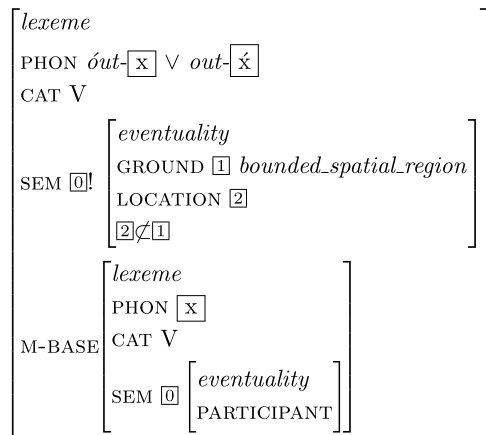 lexeme
PHON óut-x ∨ out-x́
CAT V
eventuality
GROUND 1 bounded_spatial_region
SEM 0!
LOCATION 2
2⊄1
lexeme
PHON x
M-BASE CAT V
eventuality
SEM 0
PARTICIPANT